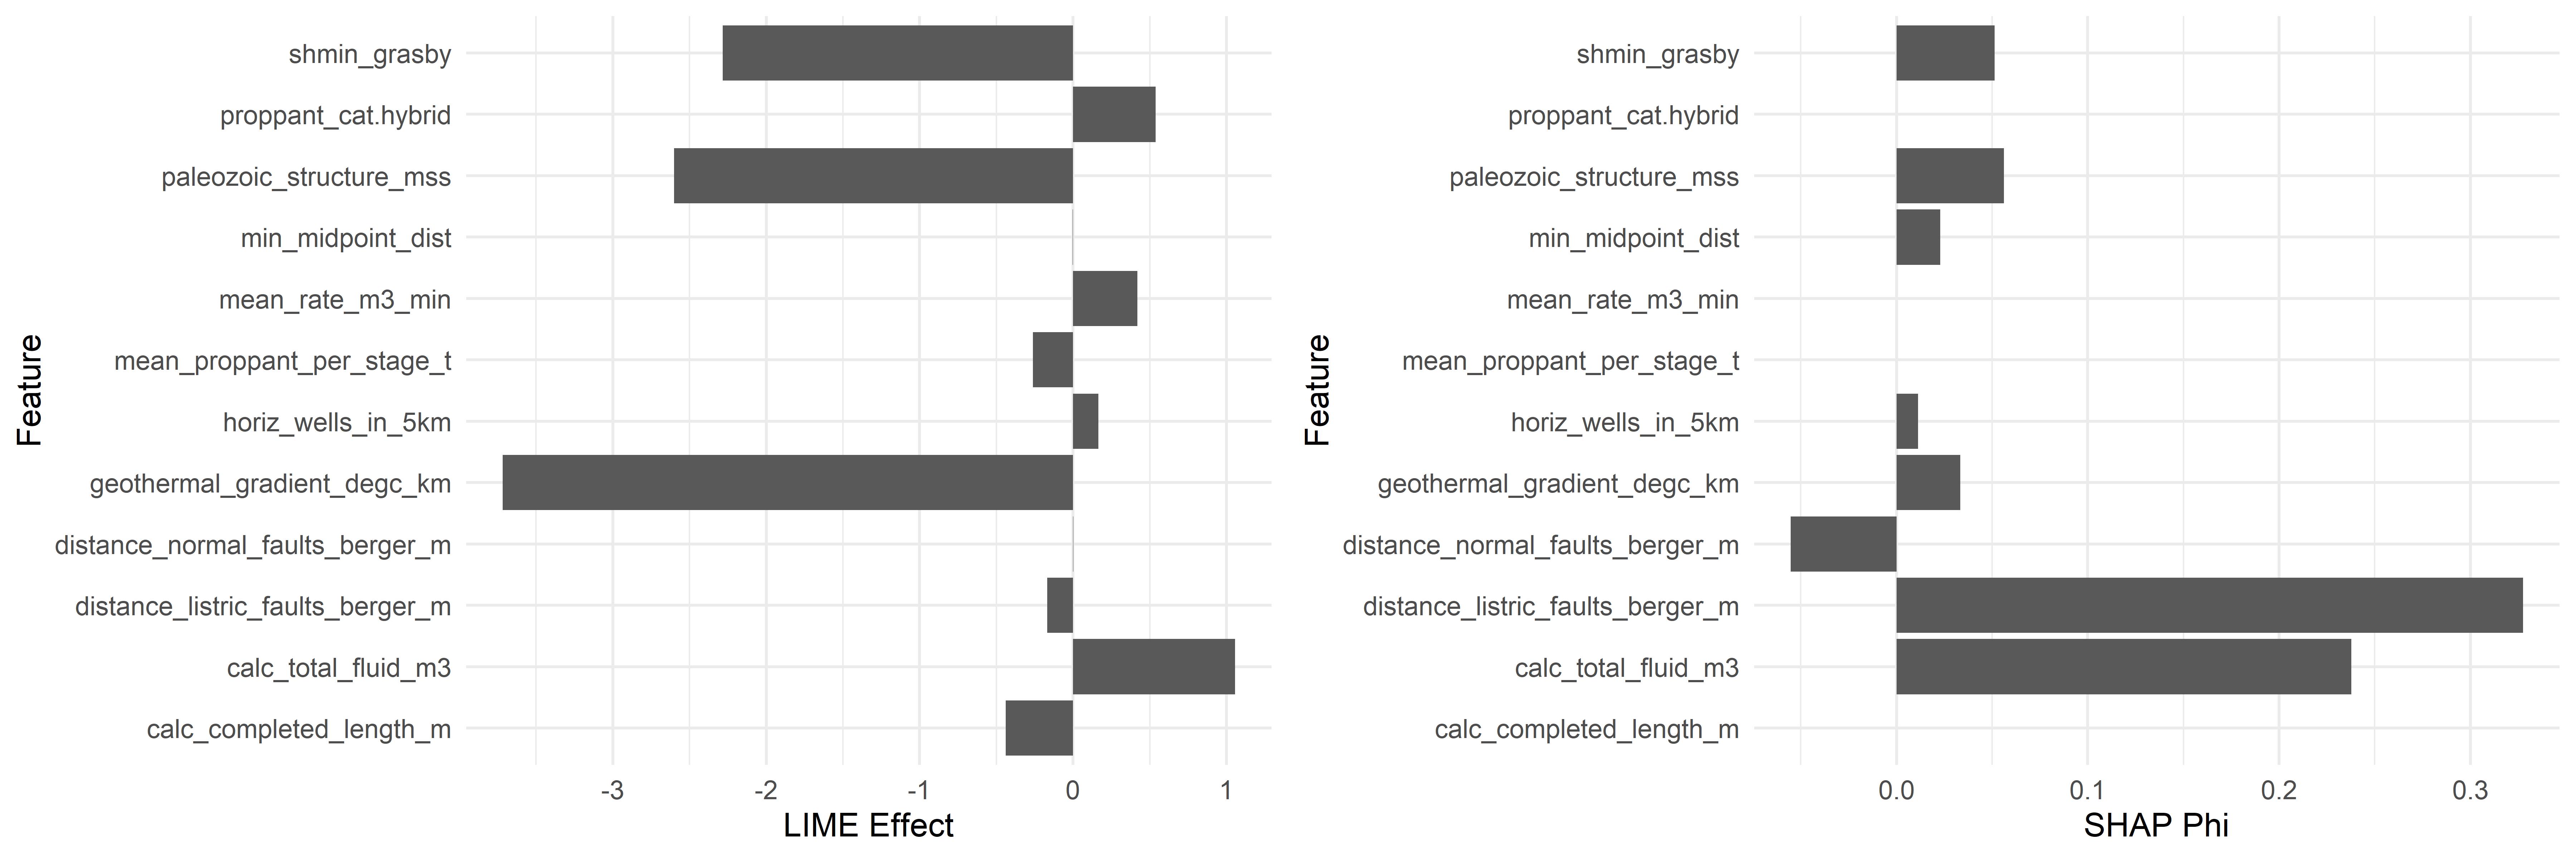 Feature
shmin_grasby
proppant_cat.hybrid
paleozoic_structure_mss
min_midpoint_dist
mean_rate_m3_min
mean_proppant_per_stage_t
horiz_wells_in_5km
geothermal_gradient_degc_km
distance_normal_faults_berger_m
distance_listric_faults_berger_m
calc_total_fluid_m3
calc_completed_length_m
-3 -2 -1 0 1
LIME Effect
Feature
shmin_grasby
proppant_cat.hybrid
paleozoic_structure_mss
min_midpoint_dist
mean_rate_m3_min
mean_proppant_per_stage_t
horiz_wells_in_5km
geothermal_gradient_degc_km
distance_normal_faults_berger_m
distance_listric_faults_berger_m
calc_total_fluid_m3
calc_completed_length_m
0.0 0.1 0.2 0.3
SHAP Phi